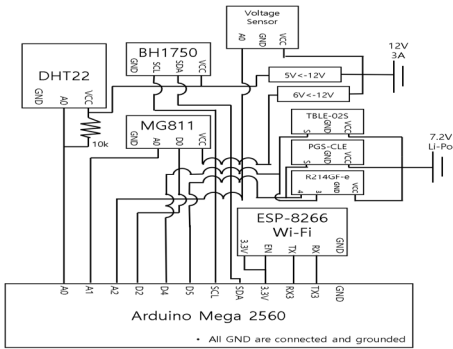 Voltage
Sensor
A0
GND
VCC
BH1750
GND
SCL
SDA
VCC
DHT22
GND
A0
VCC
10k
MG811
GND
A0
D0
VCC
12V
3A
5V<-12V
6V<-12V
TBLE-02S
S
GND
VCC
PGS-CLE
S
GND
VCC
R214GF-e
4
3
GND
VCC
7.2V
Li-Po
ESP-8266
Wi-Fi
3.3V
EN
TX
RX
GND
A0
A1
A2
D2
D4
D5
SCL
SDA
3.3V
RX3
TX3
GND
Arduino Mega 2560
• All GND are connected and grounded